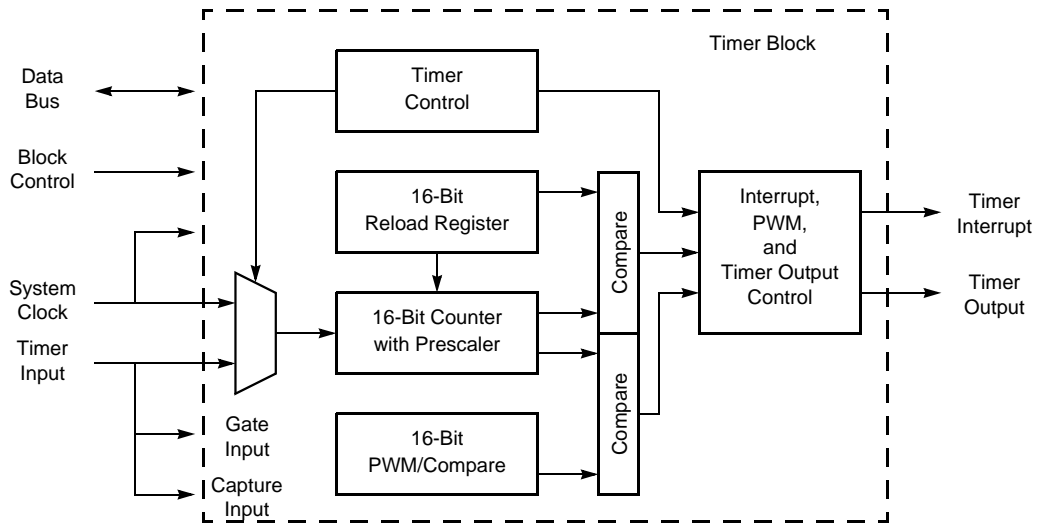 Timer Block
Data
Bus
Block
Control
System
Clock
Timer
Input
Gate
Input
Capture
Input
Timer
Control
16-Bit
Reload Register
16-Bit Counter
with Prescaler
16-Bit
PWM/Compare
Compare
Compare
Interrupt,
PWM,
and
Timer Output
Control
Timer
Interrupt
Timer
Output